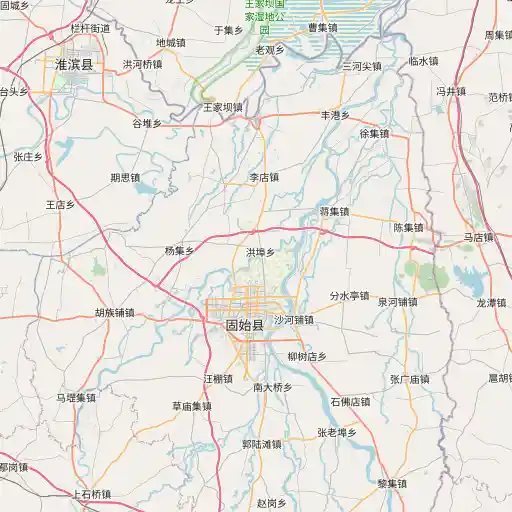 固城乡
龙王乡
王家坝国
家湿地公
园
栏杆街道
于集乡
曹集镇
周集镇
地城镇
老观乡
淮滨县
洪河桥镇
三河尖镇
临水镇
台头乡
冯井镇
范桥镇
王家坝镇
谷堆乡
丰港乡
徐集镇
张庄乡
期思镇
李店镇
王店乡
蒋集镇
陈集镇
马店镇
杨集乡
洪埠乡
分水亭镇
泉河铺镇
龙潭镇
胡族铺镇
固始县
沙河铺镇
柳树店乡
汪棚镇
南大桥乡
张广庙镇
扈胡镇
马堽集镇
草庙集镇
石佛店镇
张老埠乡
郭陆滩镇
鄢岗镇
上石桥镇
黎集镇
赵岗乡